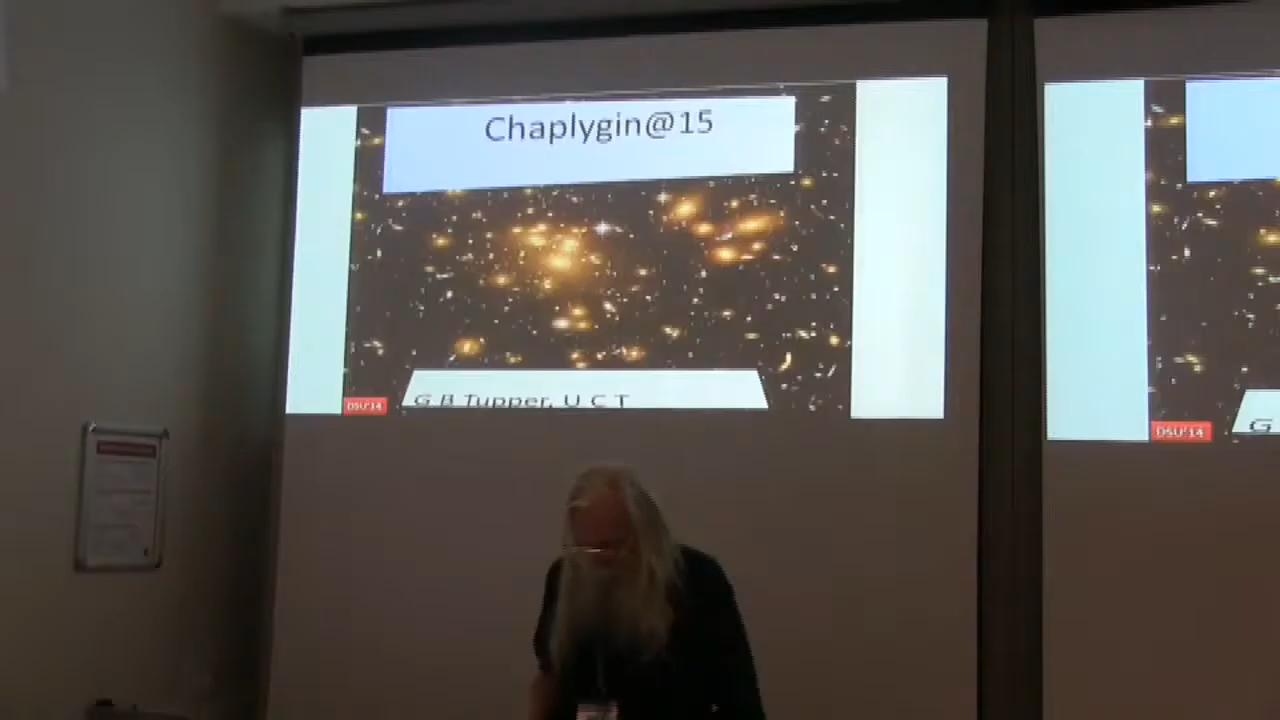 Chaplygin@15
G B Tupper, U C T
DSU'14
DSU'14
G